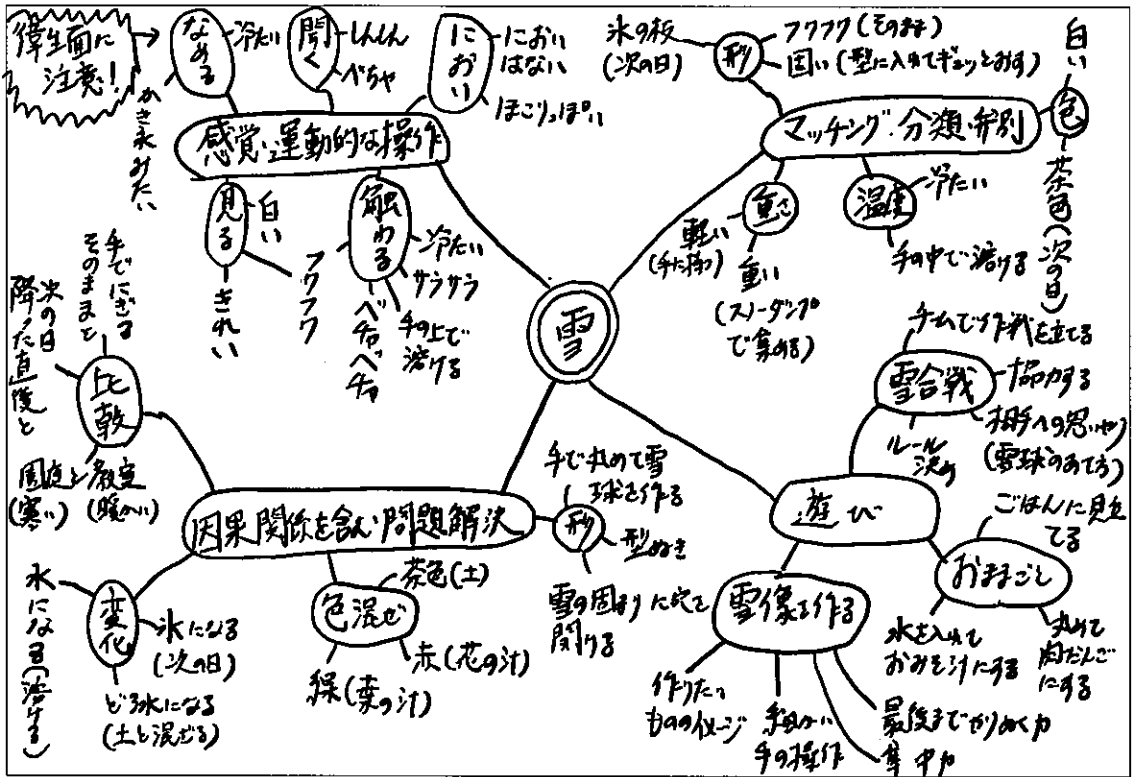 衛生面に
注意!
なめる
冷たい
かき氷みたい
聞く
しんしん
べちゃ
におい
におい
はない
ほこりっぽい
感覚・運動的な操作
見る
白い
フワフワ
きれい
触わる
冷たい
サラサラ
手の上で
溶ける
ベチャベチャ
氷の板
(次の日)
形
フワフワ(そのまま)
固い(型に入れてギュッとおす)
マッチング・分類・弁別
白い
色
茶色(次の日)
重さ
軽い
(手に持つ)
重い
(スノーダンプ
で集める)
温度
冷たい
手の中で溶ける
雪
比較
手でにぎる
そのままと
次の日
降った直後と
園庭と教室
(寒い)(暖かい)
因果関係を含む問題解決
形
手で丸めて雪
球を作る
型ぬき
雪の固まりに穴を
開ける
色混ぜ
茶色(土)
赤(花の汁)
緑(葉の汁)
変化
水になる(溶ける)
氷になる
(次の日)
どろ水になる
(土と混ざる)
遊び
雪合戦
チームで作戦を立てる
協力する
相手への思いやり
(雪球のあて方)
ルール
決め
おままごと
ごはんに見立
てる
水を入れて
おみそ汁にする
丸めて
肉だんご
にする
雪像を作る
作りたい
もののイメージ
細かい
手の操作
集中力
最後までやりぬく力